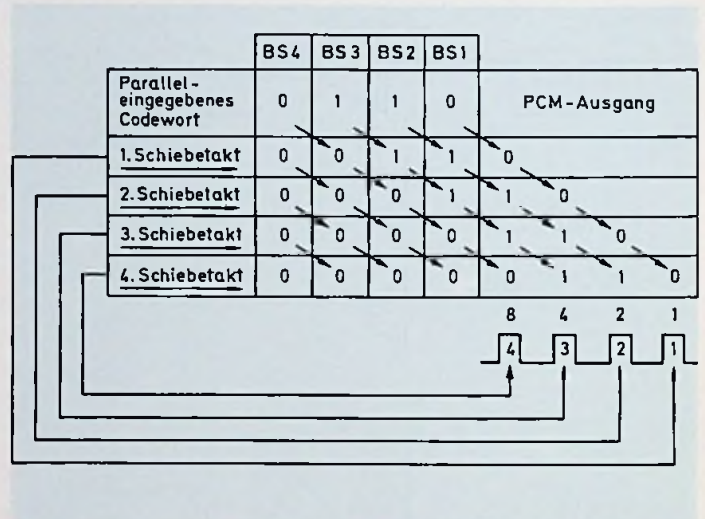 BS4 BS3 BS2 BS1
Parallel-
eingegebenes
Codewort
0 1 1 0 PCM-Ausgang
1. Schiebetakt 0 0 1 1 0
2. Schiebetakt 0 0 0 1 1 0
3. Schiebetakt 0 0 0 0 1 1 0
4. Schiebetakt 0 0 0 0 0 1 1 0
8 4 2 1
4 3 2 1